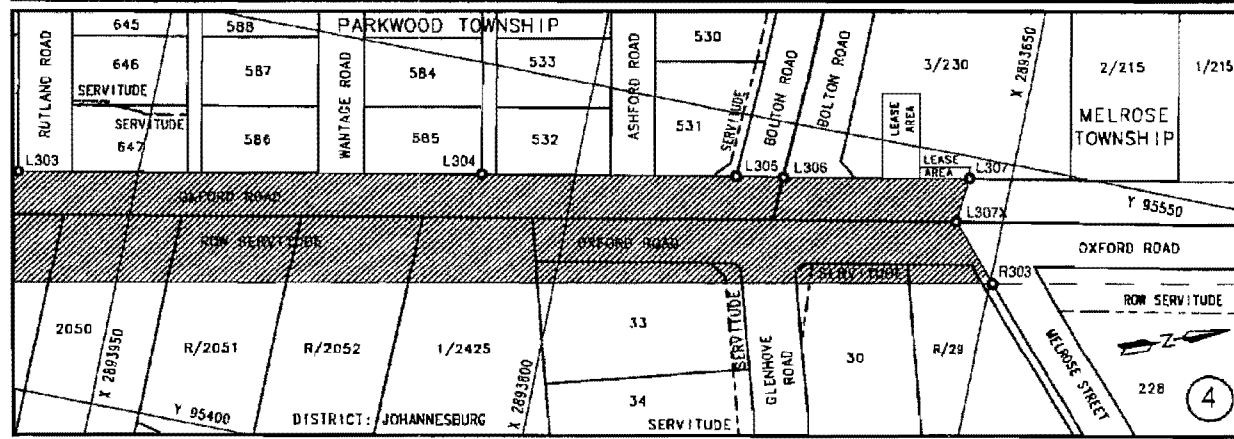 645
588
PARKWOOD TOWNSHIP
RUTLAND ROAD
646
587
WANTAGE ROAD
584
533
ASHFORD ROAD
530
SERVITUDE
BOLTON ROAD
BOLTON ROAD
3/230
X 2893650
2/215
1/215
MELROSE
TOWNSHIP
SERVITUDE
SERVITUDE
647
586
585
532
531
LEASE
AREA
LEASE
AREA
L303
L304
L305
L306
L307
OXFORD ROAD
Y 95550
L307X
ROW SERVITUDE
OXFORD ROAD
OXFORD ROAD
SERVITUDE
R303
ROW SERVITUDE
2050
X 2893950
R/2051
R/2052
1/2425
X 2893800
33
SERVITUDE
GLENHOVE
ROAD
30
R/29
MELROSE STREET
Z
228
4
Y 95400
DISTRICT: JOHANNESBURG
34
SERVITUDE